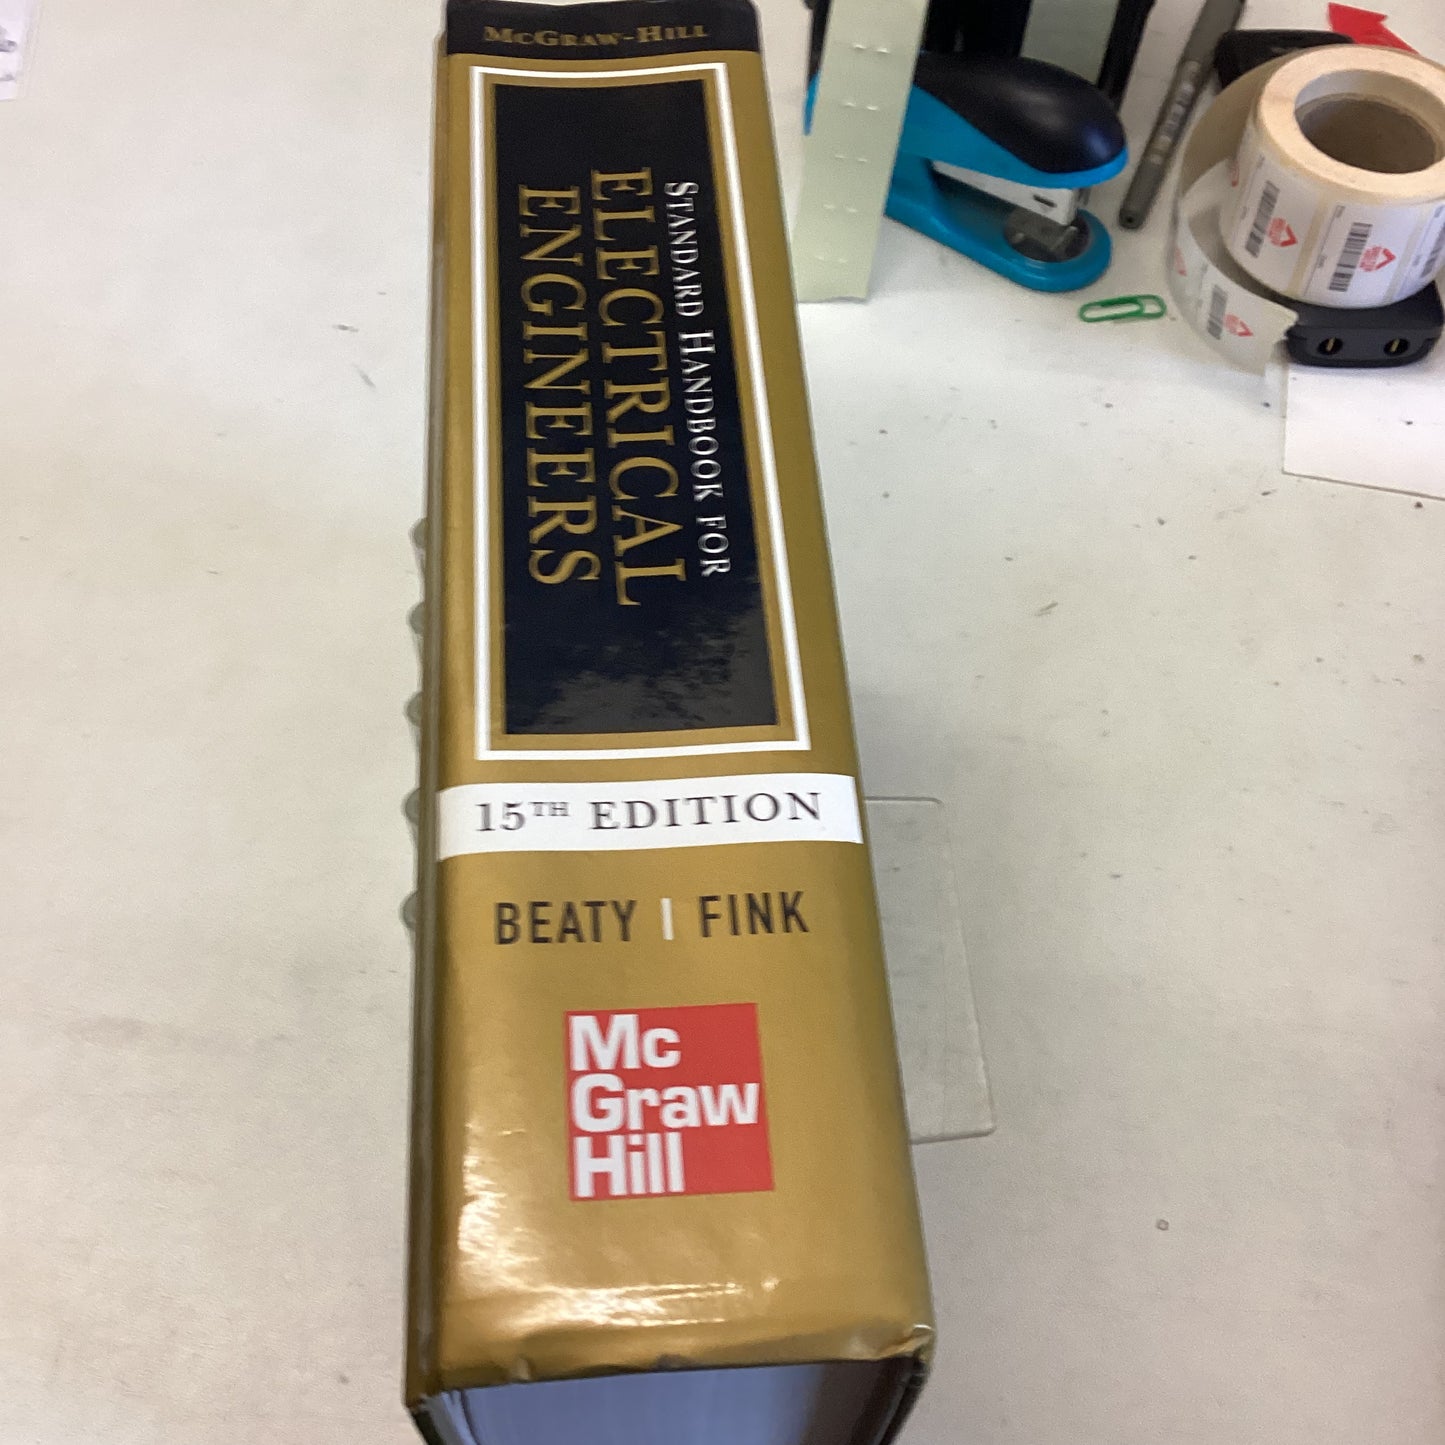 McGraw-Hill
Standard Handbook for
Electrical
Engineers
15TH EDITION
BEATY | FINK
Mc
Graw
Hill